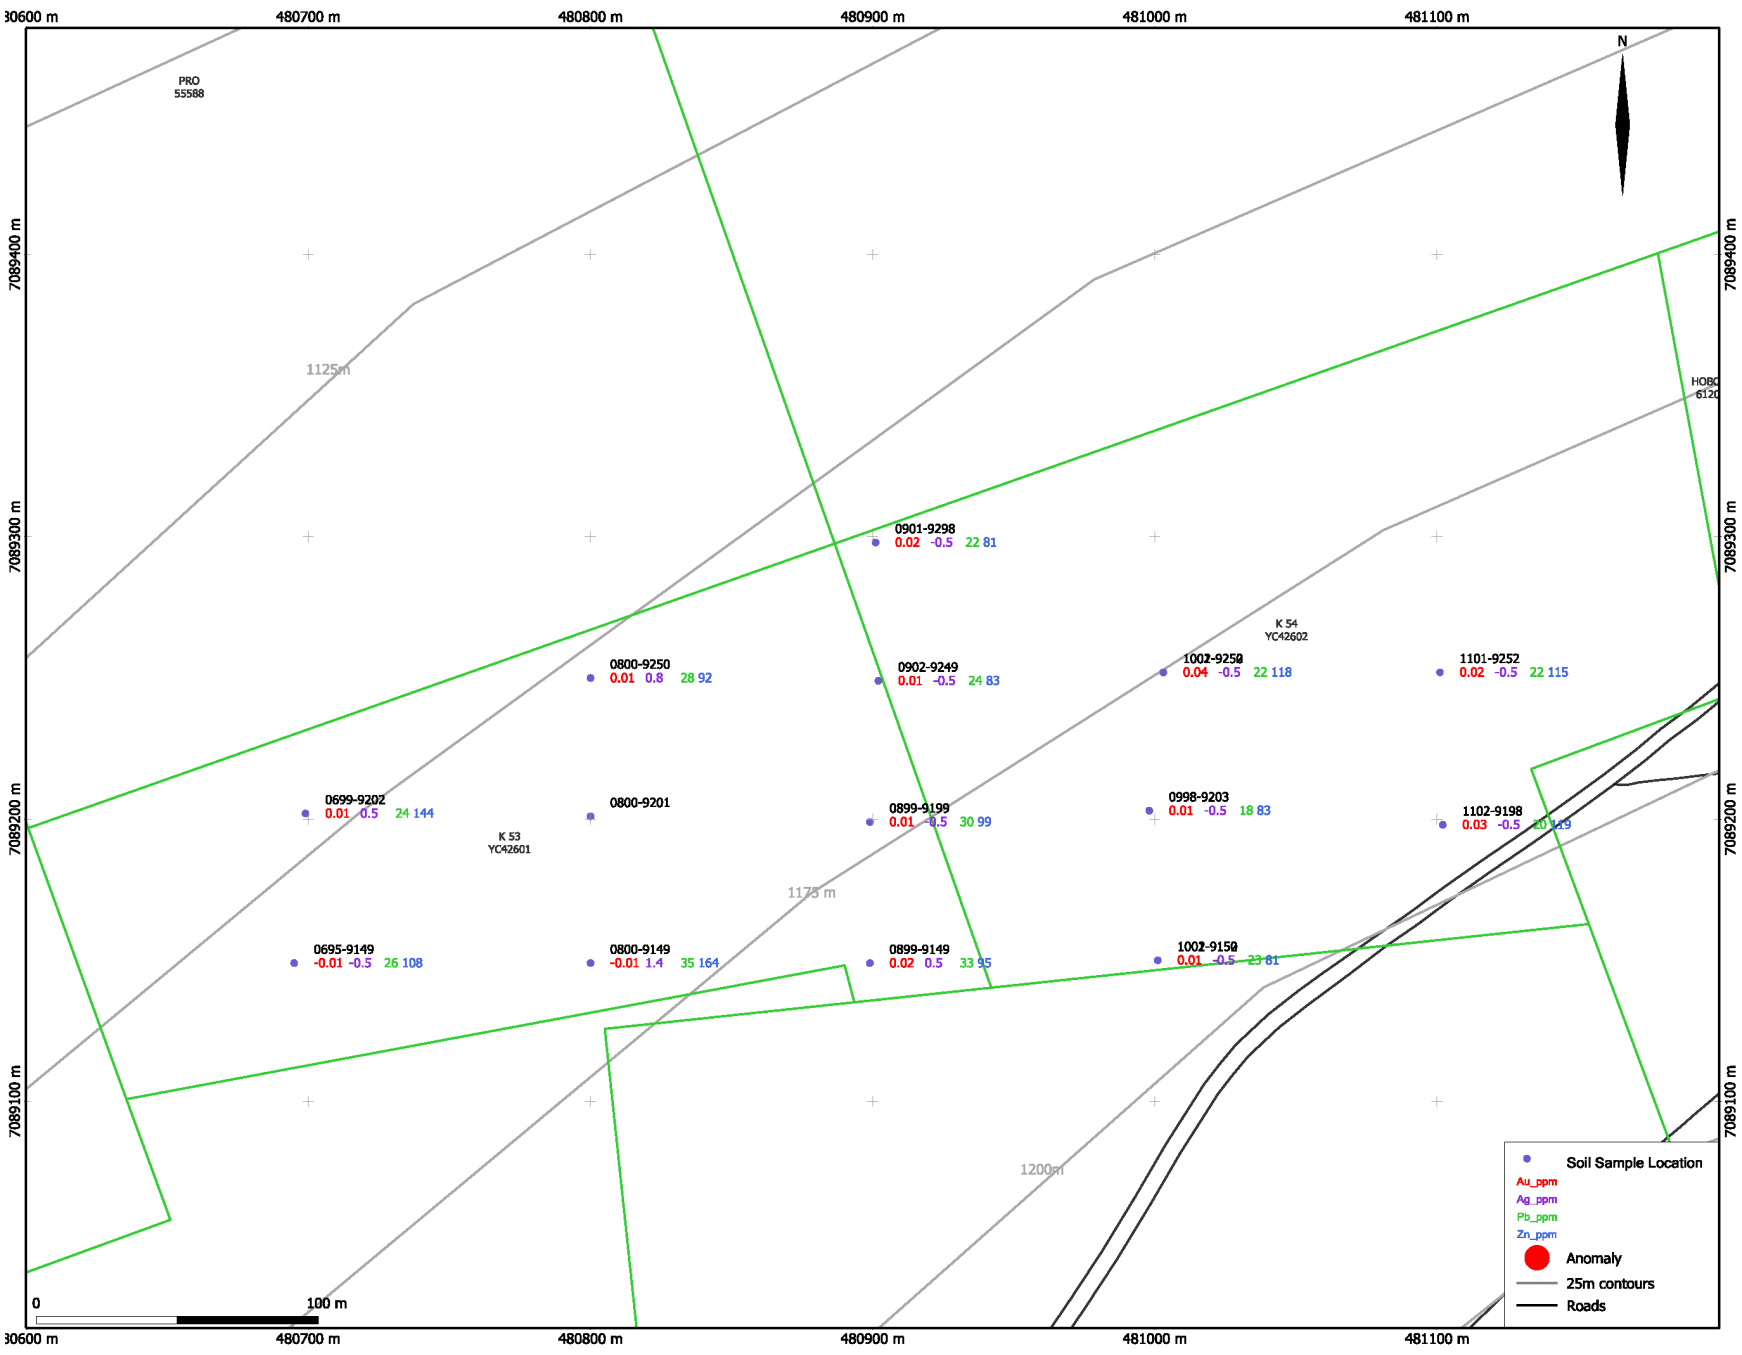 480700 m
480800 m
480900 m
481000 m
481100 m
N
PRO
55588
7089400 m
7089400 m
1125m
HOBO
6120
7089300 m
7089300 m
0901-9298
0.02 -0.5 22 81
K 54
YC42602
0800-9250
0.01 0.8 28 92
0902-9249
0.01 -0.5 24 83
0.04 -0.5 22 118
1101-9252
0.02 -0.5 22 115
7089200 m
7089200 m
0699-9202
0.01 0.5 24 144
0800-9201
0899-9199
0.01 -0.5 30 99
0998-9203
0.01 -0.5 18 83
1102-9198
0.03 -0.5 20 119
K 53
YC42601
1175 m
0695-9149
-0.01 -0.5 26 108
0800-9149
-0.01 1.4 35 164
0899-9149
0.02 0.5 33 95
0.01 -0.5 23 81
7089100 m
7089100 m
1200m
Soil Sample Location
Au_ppm
Ag_ppm
Pb_ppm
Zn_ppm
Anomaly
25m contours
Roads
0 100 m
480700 m
480800 m
480900 m
481000 m
481100 m